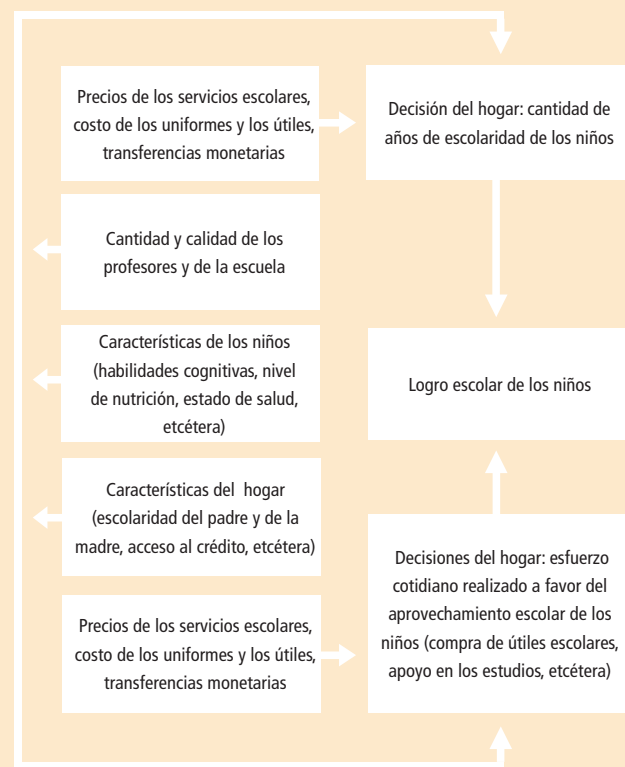 Precios de los servicios escolares,
costo de los uniformes y los útiles,
transferencias monetarias
Decisión del hogar: cantidad de
años de escolaridad de los niños
Cantidad y calidad de los
profesores y de la escuela
Características de los niños
(habilidades cognitivas, nivel
de nutrición, estado de salud,
etcétera)
Logro escolar de los niños
Características del hogar
(escolaridad del padre y de la
madre, acceso al crédito, etcétera)
Decisiones del hogar: esfuerzo
cotidiano realizado a favor del
aprovechamiento escolar de los
niños (compra de útiles escolares,
apoyo en los estudios, etcétera)
Precios de los servicios escolares,
costo de los uniformes y los útiles,
transferencias monetarias